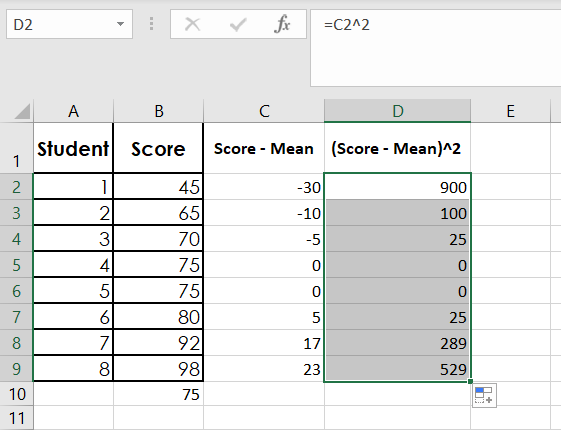 D2 fx =C2^2
A B C D E
1 Student Score Score - Mean (Score - Mean)^2
2 1 45 -30 900
3 2 65 -10 100
4 3 70 -5 25
5 4 75 0 0
6 5 75 0 0
7 6 80 5 25
8 7 92 17 289
9 8 98 23 529
10 75
11